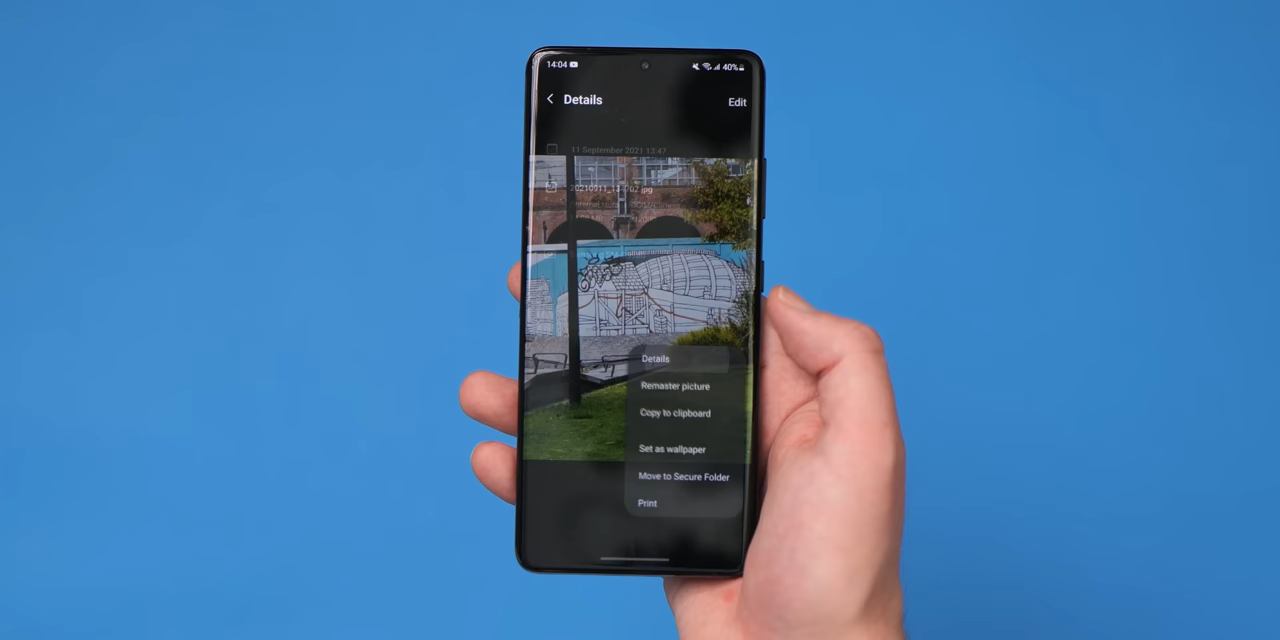 14:04
40%
Details
Edit
11 September 2021 13:47
Details
Remaster picture
Copy to clipboard
Set as wallpaper
Move to Secure Folder
Print